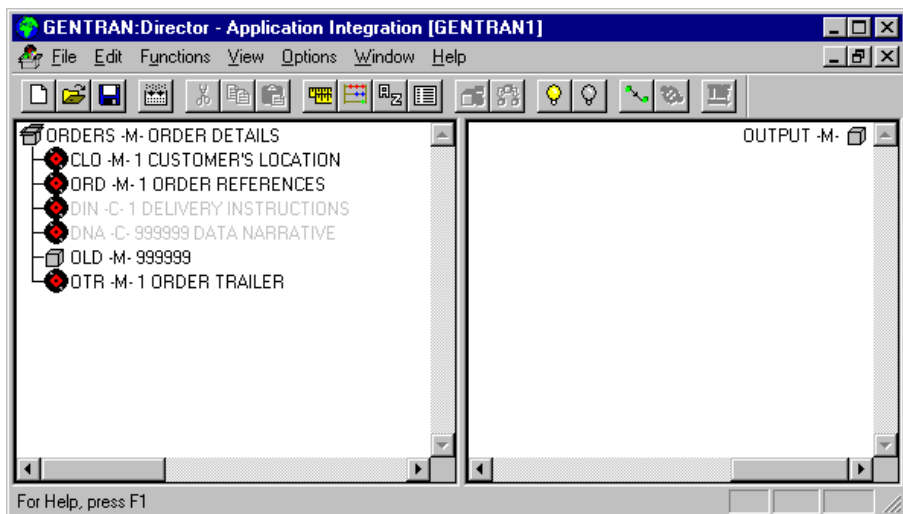 GENTRAN:Director - Application Integration [GENTRAN1]
File Edit Functions View Options Window Help
ORDERS -M- ORDER DETAILS
CLO -M- 1 CUSTOMER'S LOCATION
ORD -M- 1 ORDER REFERENCES
DIN -C- 1 DELIVERY INSTRUCTIONS
DNA -C- 999999 DATA NARRATIVE
OLD -M- 999999
OTR -M- 1 ORDER TRAILER
OUTPUT -M-
For Help, press F1